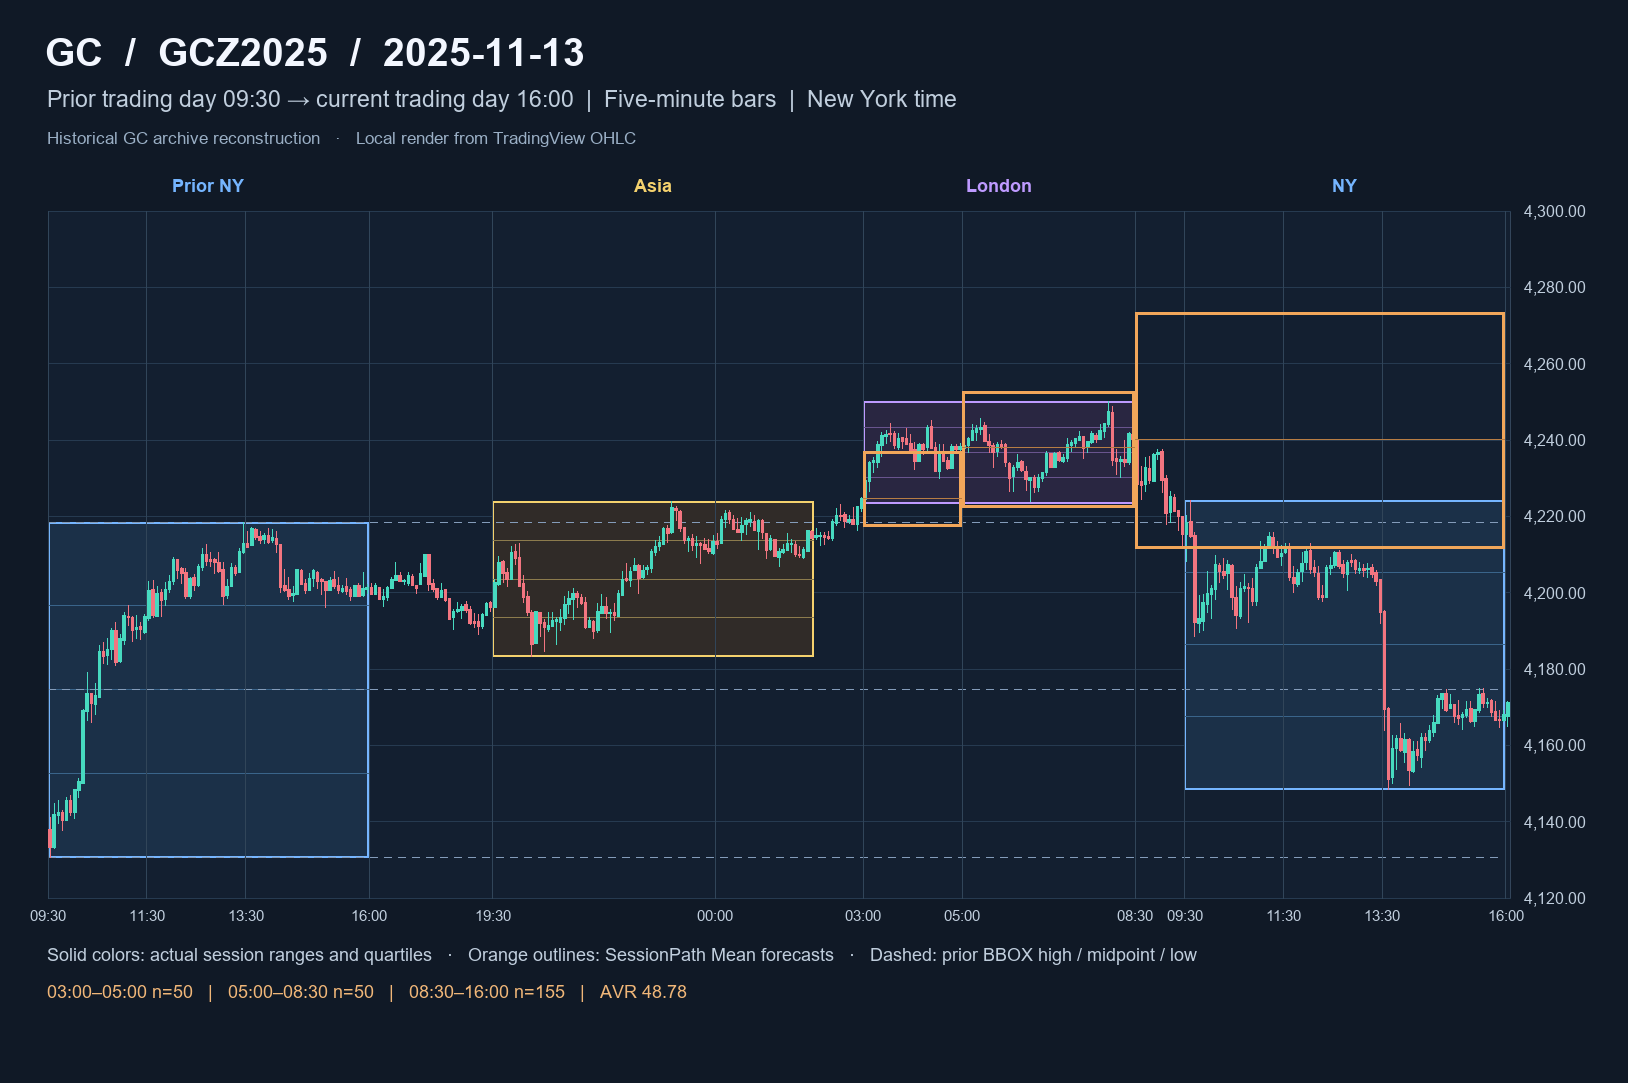 GC / GCZ2025 / 2025-11-13
Prior trading day 09:30 → current trading day 16:00 | Five-minute bars | New York time
Historical GC archive reconstruction · Local render from TradingView OHLC
Prior NY Asia London NY
4,300.00
4,280.00
4,260.00
4,240.00
4,220.00
4,200.00
4,180.00
4,160.00
4,140.00
4,120.00
09:30 11:30 13:30 16:00 19:30 00:00 03:00 05:00 08:30 09:30 11:30 13:30 16:00
Solid colors: actual session ranges and quartiles · Orange outlines: SessionPath Mean forecasts · Dashed: prior BBOX high / midpoint / low
03:00–05:00 n=50 | 05:00–08:30 n=50 | 08:30–16:00 n=155 | AVR 48.78